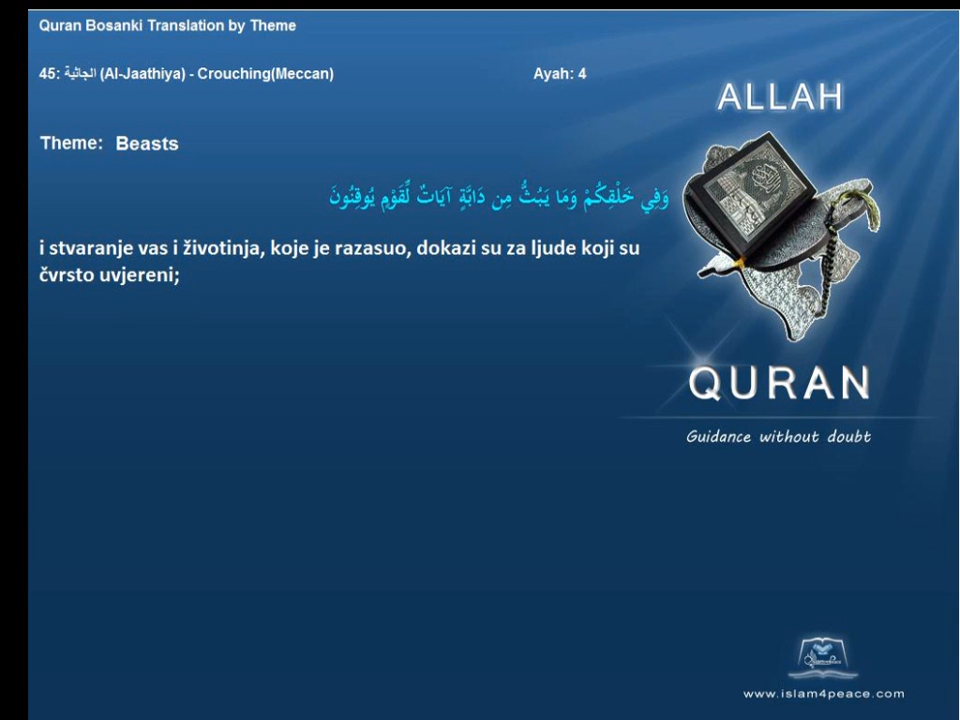 Quran Bosanki Translation by Theme
45: الجاثية (Al-Jaathiya) - Crouching(Meccan) Ayah: 4
ALLAH
Theme: Beasts
وَفِي خَلْقِكُمْ وَمَا يَبُثُّ مِن دَابَّةٍ آيَاتٌ لِّقَوْمٍ يُوقِنُونَ
i stvaranje vas i životinja, koje je razasuo, dokazi su za ljude koji su
čvrsto uvjereni;
QURAN
Guidance without doubt
www.islam4peace.com